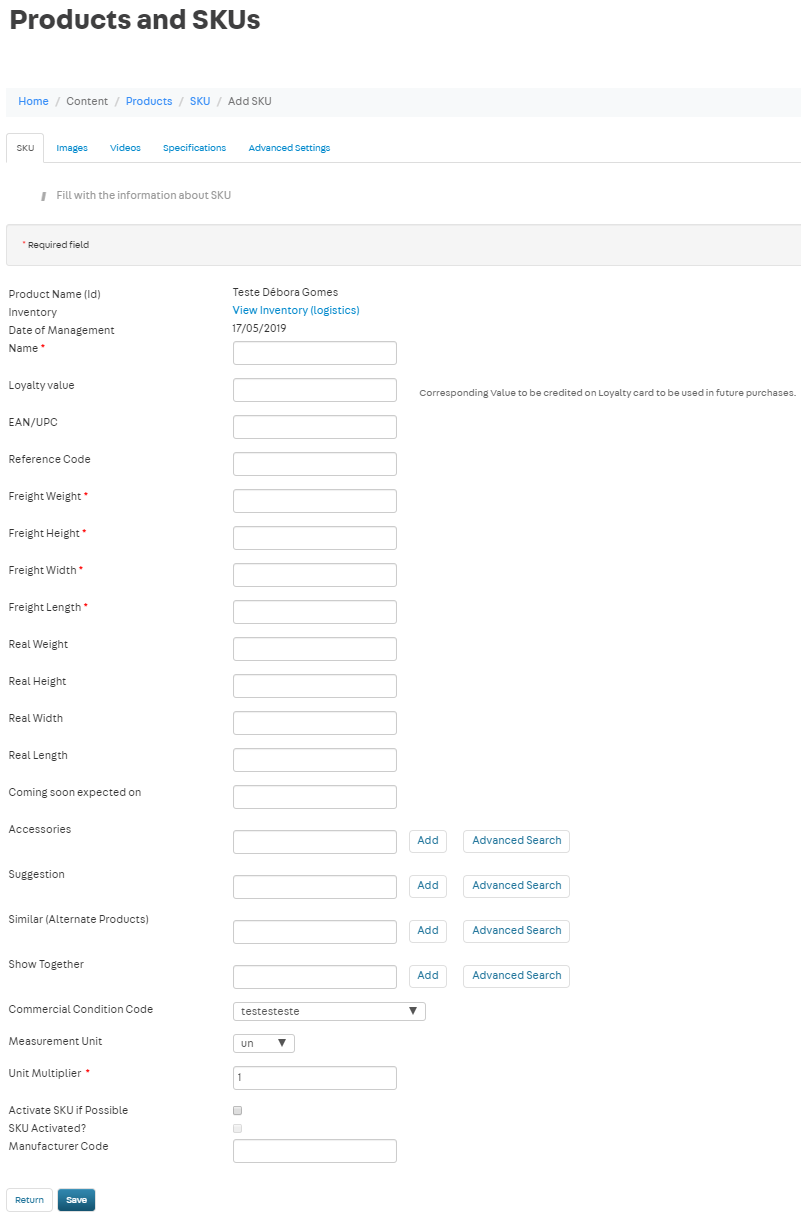 Products and SKUs
Home / Content / Products / SKU / Add SKU
SKU Images Videos Specifications Advanced Settings
Fill with the information about SKU
* Required field
Product Name (Id) Teste Débora Gomes
Inventory View Inventory (logistics)
Date of Management 17/05/2019
Name *
Loyalty value Corresponding Value to be credited on Loyalty card to be used in future purchases.
EAN/UPC
Reference Code
Freight Weight *
Freight Height *
Freight Width *
Freight Length *
Real Weight
Real Height
Real Width
Real Length
Coming soon expected on
Accessories Add Advanced Search
Suggestion Add Advanced Search
Similar (Alternate Products) Add Advanced Search
Show Together Add Advanced Search
Commercial Condition Code testesteste
Measurement Unit un
Unit Multiplier * 1
Activate SKU if Possible
SKU Activated?
Manufacturer Code
Return Save